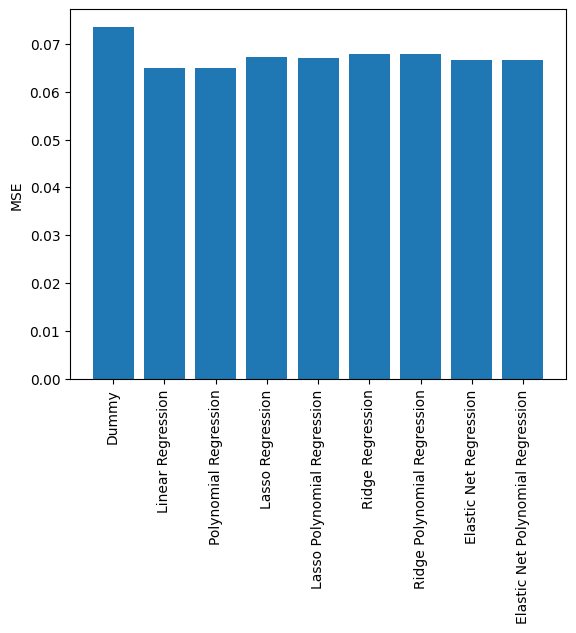 0.07
0.06
0.05
0.04
0.03
0.02
0.01
0.00
MSE
Dummy
Linear Regression
Polynomial Regression
Lasso Regression
Lasso Polynomial Regression
Ridge Regression
Ridge Polynomial Regression
Elastic Net Regression
Elastic Net Polynomial Regression